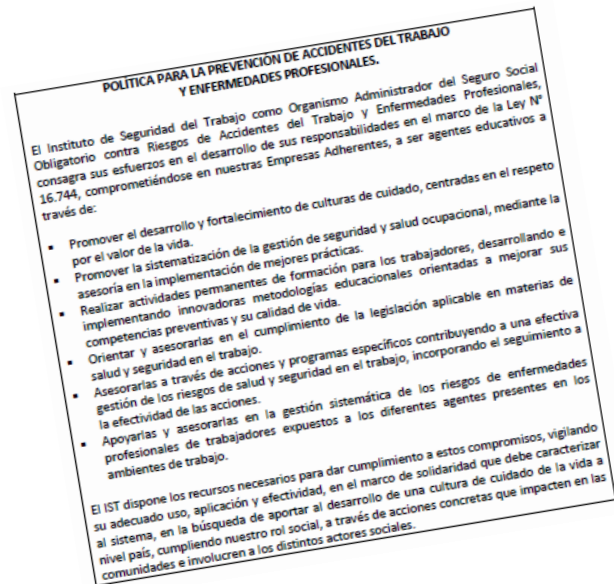 POLÍTICA PARA LA PREVENCIÓN DE ACCIDENTES DEL TRABAJO
Y ENFERMEDADES PROFESIONALES.
El Instituto de Seguridad del Trabajo como Organismo Administrador del Seguro Social
Obligatorio contra Riesgos de Accidentes del Trabajo y Enfermedades Profesionales,
consagra sus esfuerzos en el desarrollo de sus responsabilidades en el marco de la Ley N°
16.744, comprometiéndose en nuestras Empresas Adherentes, a ser agentes educativos a
través de:
▪ Promover el desarrollo y fortalecimiento de culturas de cuidado, centradas en el respeto
por el valor de la vida.
▪ Promover la sistematización de la gestión de seguridad y salud ocupacional, mediante la
asesoría en la implementación de mejores prácticas.
▪ Realizar actividades permanentes de formación para los trabajadores, desarrollando e
implementando innovadoras metodologías educacionales orientadas a mejorar sus
competencias preventivas y su calidad de vida.
▪ Orientar y asesorarlas en el cumplimiento de la legislación aplicable en materias de
salud y seguridad en el trabajo.
▪ Asesorarlas a través de acciones y programas específicos contribuyendo a una efectiva
gestión de los riesgos de salud y seguridad en el trabajo, incorporando el seguimiento a
la efectividad de las acciones.
▪ Apoyarlas y asesorarlas en la gestión sistemática de los riesgos de enfermedades
profesionales de trabajadores expuestos a los diferentes agentes presentes en los
ambientes de trabajo.
El IST dispone los recursos necesarios para dar cumplimiento a estos compromisos, vigilando
su adecuado uso, aplicación y efectividad, en el marco de solidaridad que debe caracterizar
al sistema, en la búsqueda de aportar al desarrollo de una cultura de cuidado de la vida a
nivel país, cumpliendo nuestro rol social, a través de acciones concretas que impacten en las
comunidades e involucren a los distintos actores sociales.